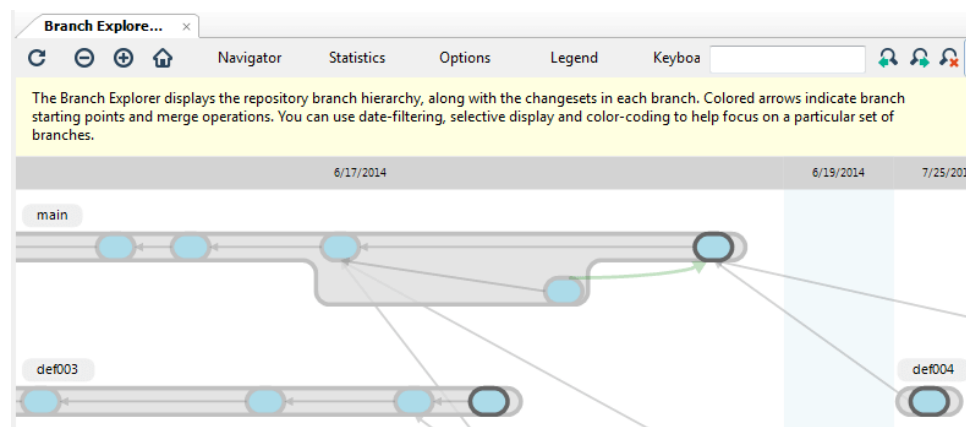 Branch Explore... ×
Navigator Statistics Options Legend Keyboa
The Branch Explorer displays the repository branch hierarchy, along with the changesets in each branch. Colored arrows indicate branch
starting points and merge operations. You can use date-filtering, selective display and color-coding to help focus on a particular set of
branches.
6/17/2014 6/19/2014 7/25/201
main
def003 def004